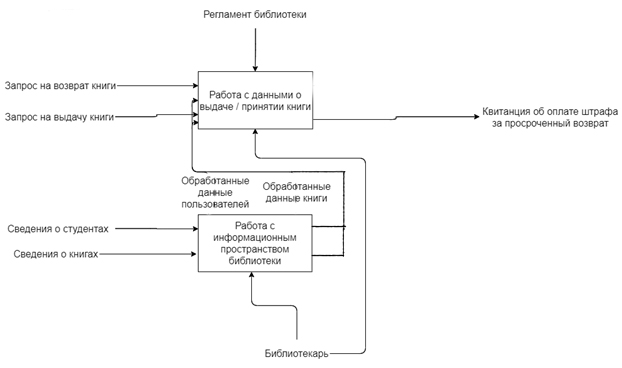 Регламент библиотеки
Запрос на возврат книги
Работа с данными о
выдаче / принятии книги
Запрос на выдачу книги
Квитанция об оплате штрафа
за просроченный возврат
Обработанные
данные
пользователей
Обработанные
данные книги
Сведения о студентах
Сведения о книгах
Работа с
информационным
пространством
библиотеки
Библиотекарь